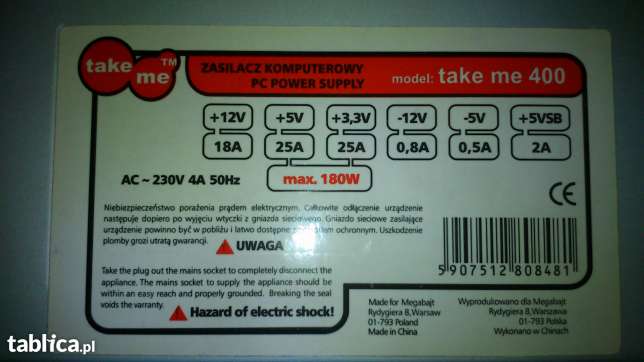 take me TM
ZASILACZ KOMPUTEROWY
PC POWER SUPPLY
model: take me 400
+12V +5V +3,3V -12V -5V +5VSB
18A 25A 25A 0,8A 0,5A 2A
AC ~ 230V 4A 50Hz
max. 180W
CE
Niebezpieczeństwo porażenia prądem elektrycznym. Całkowite odłączenie urządzenie
następuje dopiero po wyjęciu wtyczki z gniazda sieciowego. Gniazdo sieciowe zasilające
urządzenie powinno być w pobliżu i łatwo dostępne z stykiem ochronnym. Uszkodzenie
plomby grozi utratą gwarancji.
UWAGA
5 907512 808481
Take the plug out the mains socket to completely disconnect the
appliance. The mains socket to supply the appliance should be
within an easy reach and properly grounded. Breaking the seal
voids the varranty.
Hazard of electric shock!
Made for Megabajt
Rydygiera 8, Warsaw
01-793 Poland
Made in China
Wyprodukowano dla Megabajt
Rydygiera 8, Warszawa
01-793 Polska
Wykonano w Chinach
tablica.pl